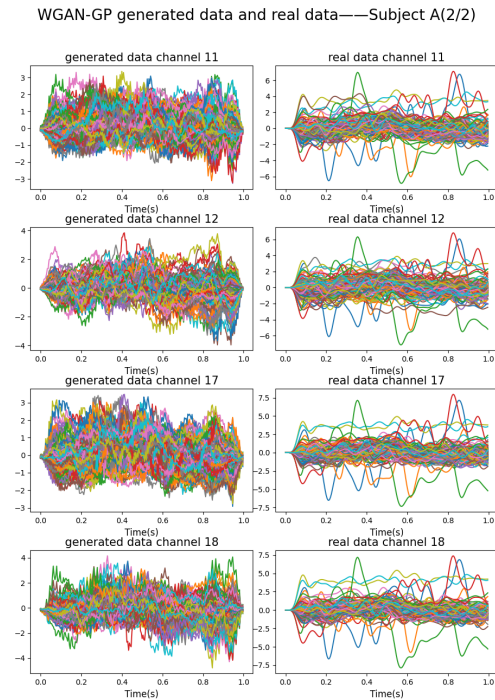 WGAN-GP generated data and real data——Subject A(2/2)
generated data channel 11
real data channel 11
3
2
1
0
−1
−2
−3
6
4
2
0
−2
−4
−6
0.0 0.2 0.4 0.6 0.8 1.0
0.0 0.2 0.4 0.6 0.8 1.0
Time(s)
Time(s)
generated data channel 12
real data channel 12
4
2
0
−2
−4
6
4
2
0
−2
−4
−6
0.0 0.2 0.4 0.6 0.8 1.0
0.0 0.2 0.4 0.6 0.8 1.0
Time(s)
Time(s)
generated data channel 17
real data channel 17
3
2
1
0
−1
−2
−3
7.5
5.0
2.5
0.0
−2.5
−5.0
−7.5
0.0 0.2 0.4 0.6 0.8 1.0
0.0 0.2 0.4 0.6 0.8 1.0
Time(s)
Time(s)
generated data channel 18
real data channel 18
4
2
0
−2
−4
7.5
5.0
2.5
0.0
−2.5
−5.0
−7.5
0.0 0.2 0.4 0.6 0.8 1.0
0.0 0.2 0.4 0.6 0.8 1.0
Time(s)
Time(s)